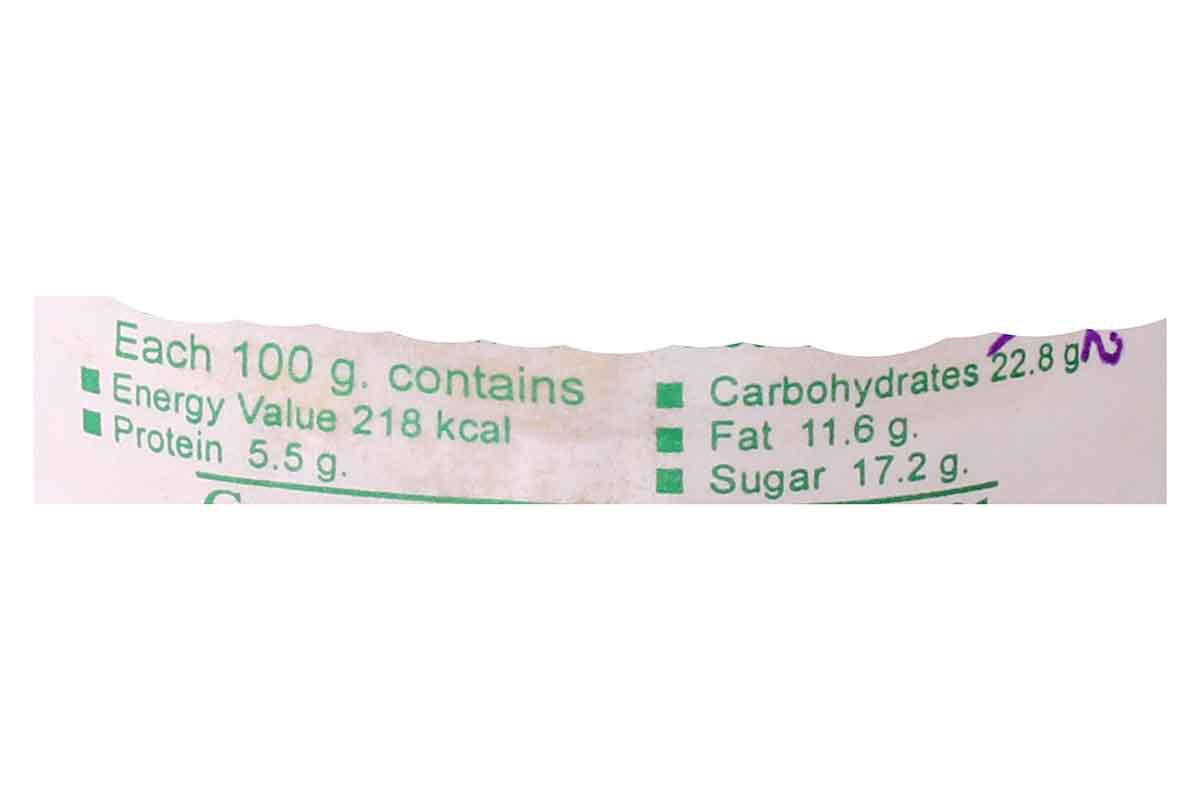 Each 100 g. contains
■ Energy Value 218 kcal
■ Protein 5.5 g.
■ Carbohydrates 22.8 g
■ Fat 11.6 g.
■ Sugar 17.2 g.
2